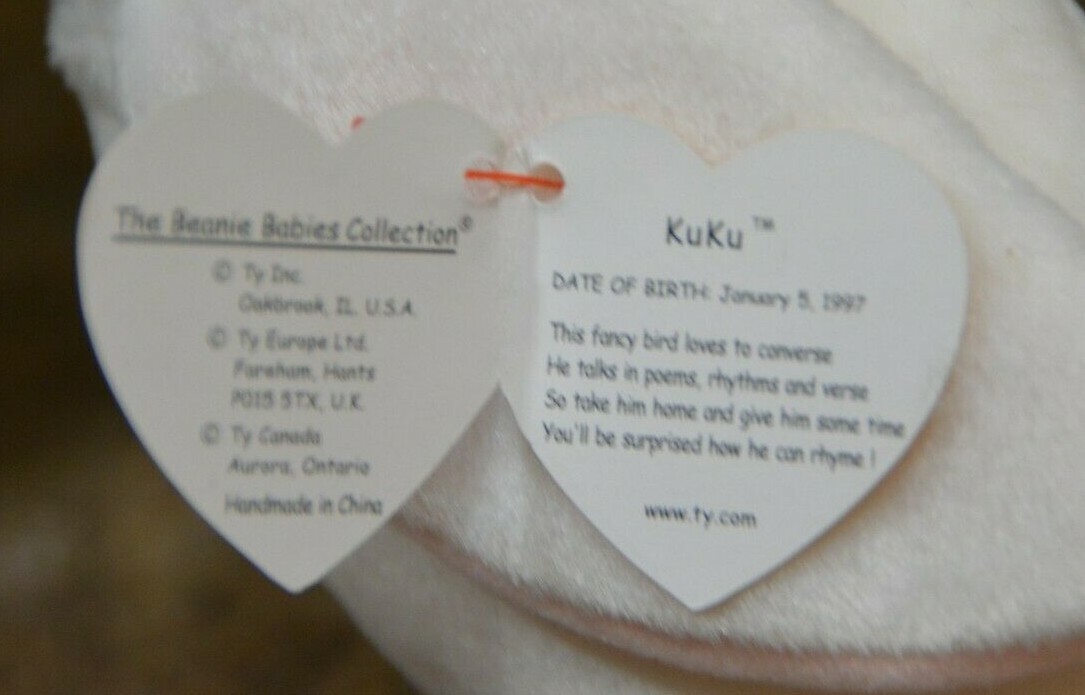 The Beanie Babies Collection®
© Ty Inc.
Oakbrook, IL. U.S.A.
© Ty Europe Ltd.
Fareham, Hants
PO15 5TX, U.K.
© Ty Canada
Aurora, Ontario
Handmade in China
KuKu ™
DATE OF BIRTH: January 5, 1997
This fancy bird loves to converse
He talks in poems, rhythms and verse
So take him home and give him some time
You'll be surprised how he can rhyme !
www.ty.com